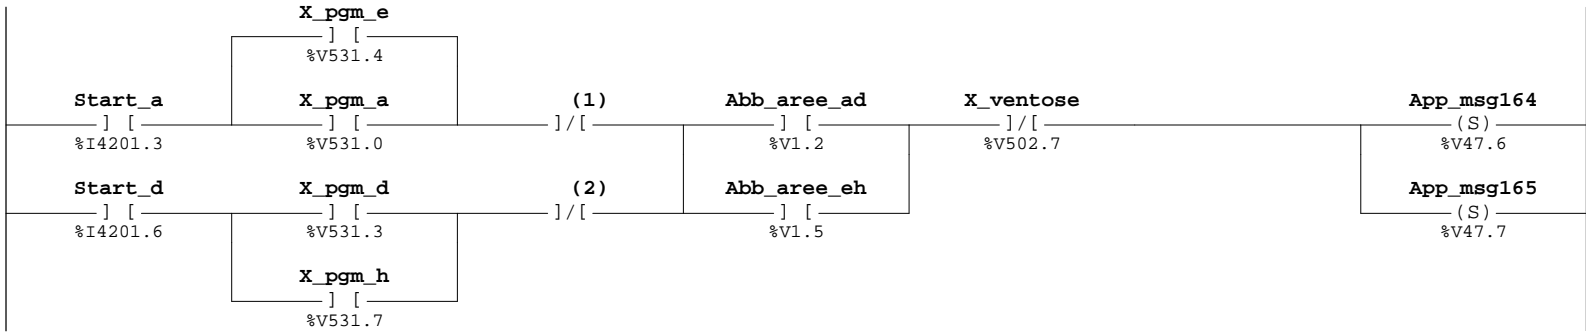 X_pgm_e
] [
%V531.4
Start_a X_pgm_a (1) Abb_aree_ad X_ventose App_msg164
] [ ] [ ]/[ ] [ ]/[ (S)
%I4201.3 %V531.0 %V1.2 %V502.7 %V47.6
Start_d X_pgm_d (2) Abb_aree_eh App_msg165
] [ ] [ ]/[ ] [ (S)
%I4201.6 %V531.3 %V1.5 %V47.7
X_pgm_h
] [
%V531.7